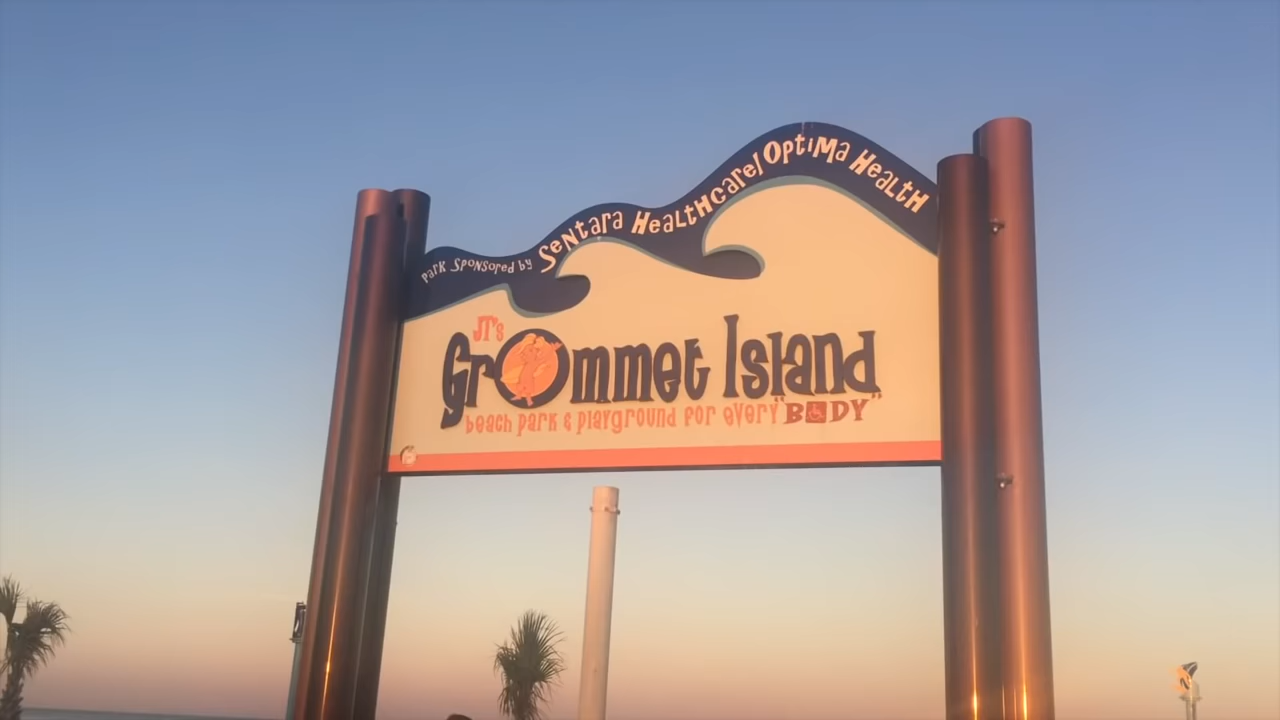 Park Sponsored by Sentara Healthcare/Optima Health
JT's
Grommet Island
beach park & playground for every "BODY"